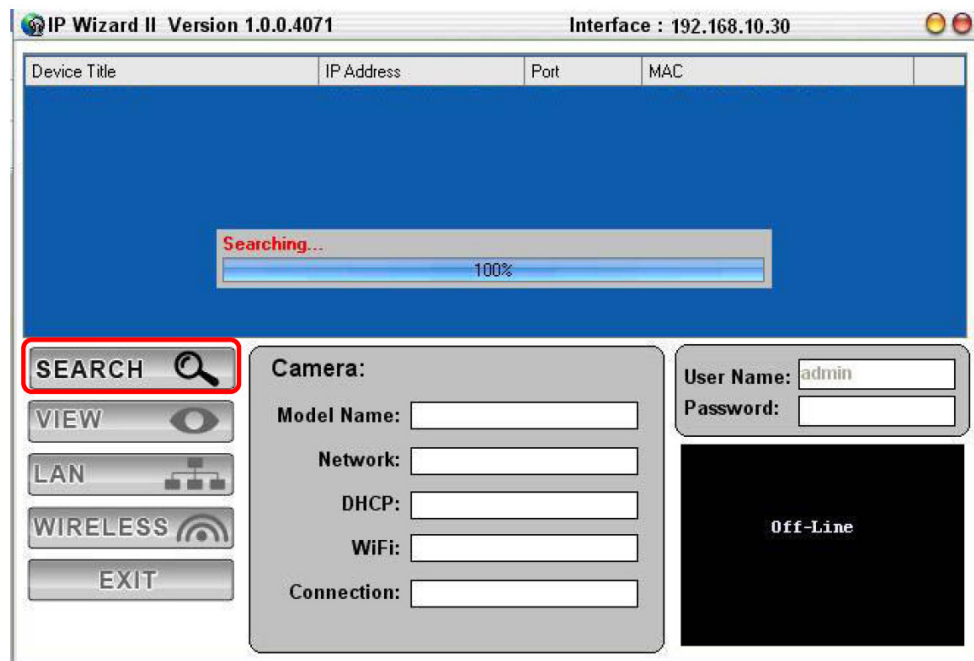 IP Wizard II Version 1.0.0.4071 Interface : 192.168.10.30
Device Title IP Address Port MAC
Searching...
100%
SEARCH
VIEW
LAN
WIRELESS
EXIT
Camera:
Model Name:
Network:
DHCP:
WiFi:
Connection:
User Name: admin
Password:
Off-Line